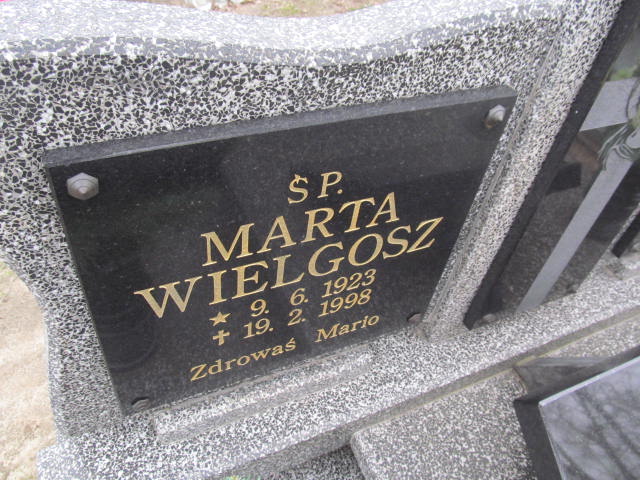 ŚP.
MARTA
WIELGOSZ
★ 9. 6. 1923
✝ 19. 2. 1998
Zdrowaś Mario